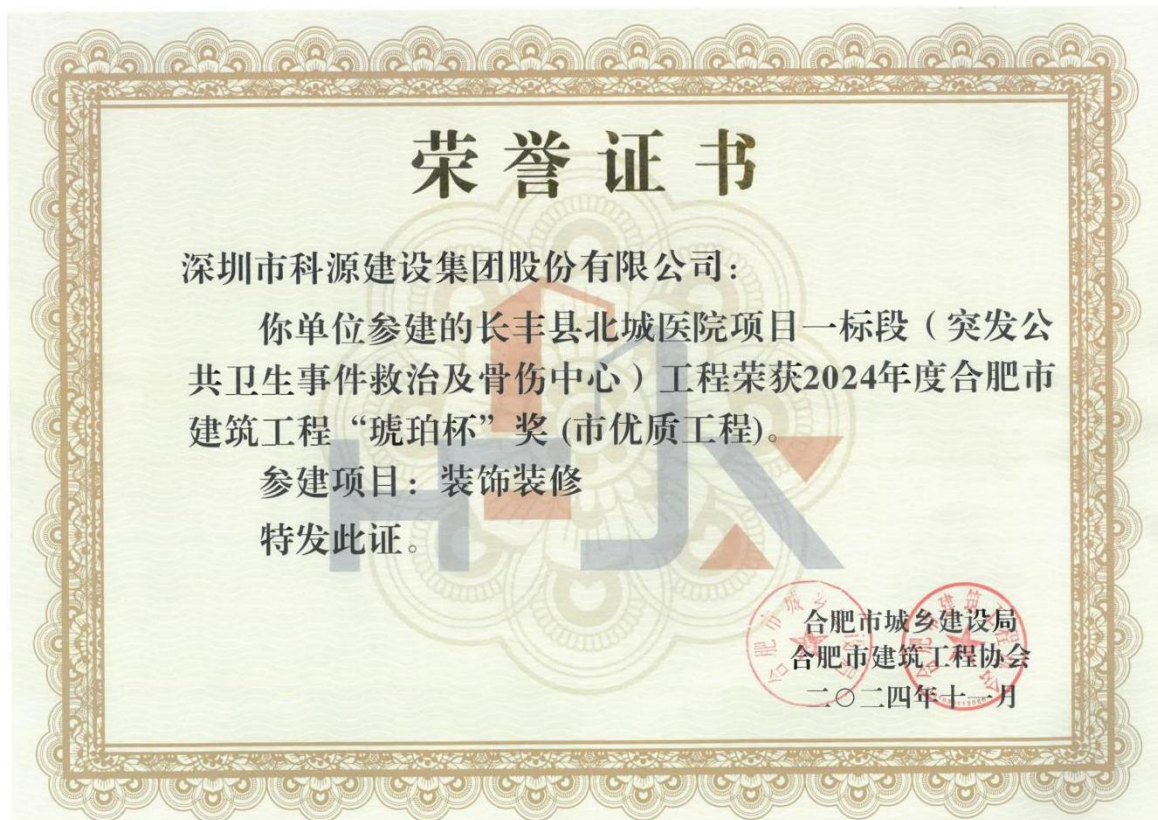 荣誉证书
深圳市科源建设集团股份有限公司:
你单位参建的长丰县北城医院项目一标段（突发公
共卫生事件救治及骨伤中心）工程荣获2024年度合肥市
建筑工程“琥珀杯”奖 (市优质工程)。
参建项目: 装饰装修
特发此证。
合肥市城乡建设局
合肥市建筑工程协会
二〇二四年十一月